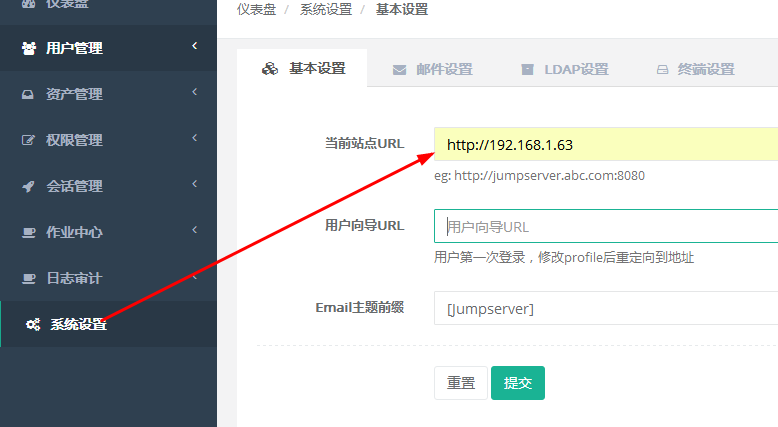 仪表盘
用户管理
资产管理
权限管理
会话管理
作业中心
日志审计
系统设置
仪表盘 / 系统设置 / 基本设置
基本设置 邮件设置 LDAP设置 终端设置
当前站点URL http://192.168.1.63
eg: http://jumpserver.abc.com:8080
用户向导URL 用户向导URL
用户第一次登录，修改profile后重定向到地址
Email主题前缀 [Jumpserver]
重置 提交